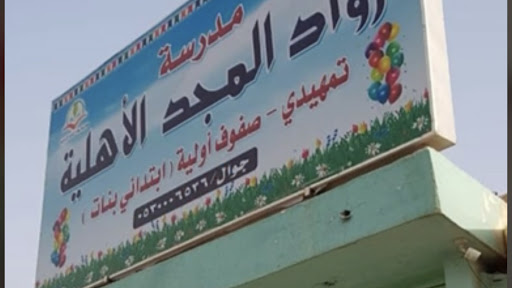 مدرسة
رواد المجد الأهلية
تمهيدي - صفوف أولية ( ابتدائي بنات )
جوال/٠٥٣٠٠٠٦٥٣٦